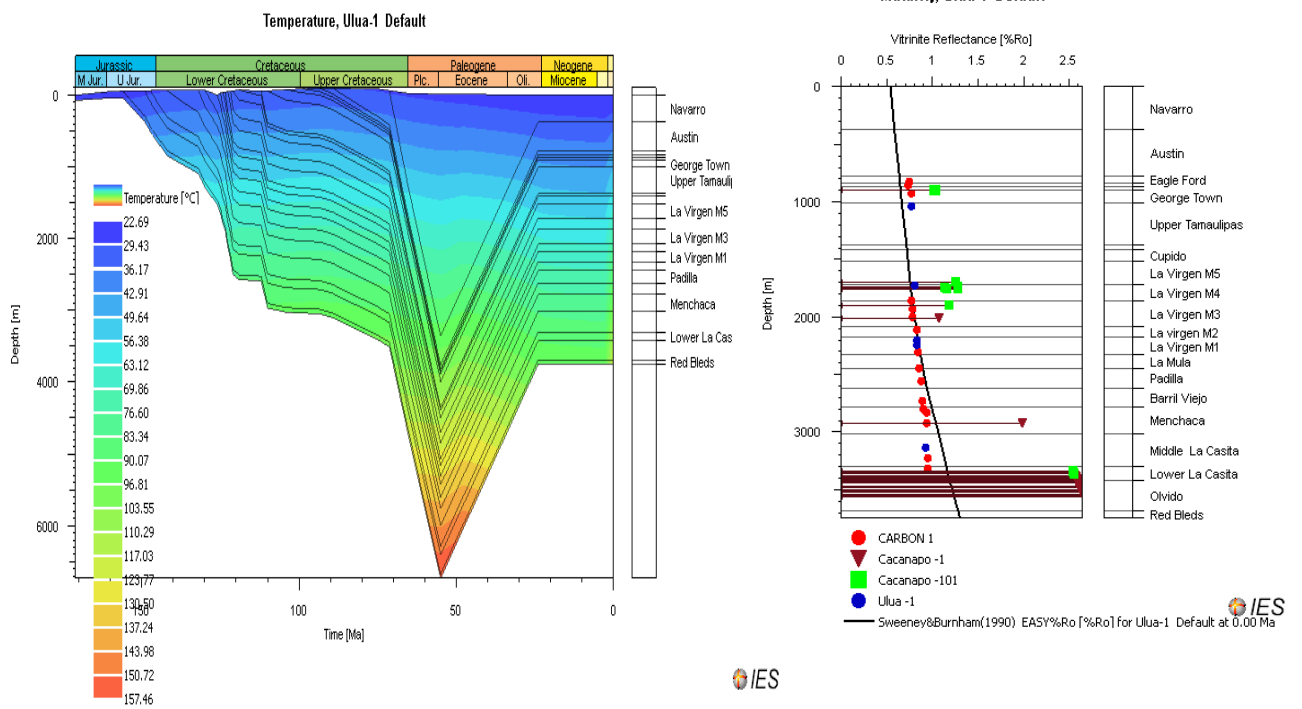 Temperature, Ulua-1 Default
Jurassic Cretaceous Paleogene Neogene
M Jur. U Jur. Lower Cretaceous Upper Cretaceous Plc. Eocene Oli. Miocene
0
2000
4000
6000
Depth [m]
Temperature [°C]
22.69
29.43
36.17
42.91
49.64
56.38
63.12
69.86
76.60
83.34
90.07
96.81
103.55
110.29
117.03
123.77
130.50
137.24
143.98
150.72
157.46
150 100 50 0
Time [Ma]
Navarro
Austin
George Town
Upper Tamauli
La Virgen M5
La Virgen M3
La Virgen M1
Padilla
Menchaca
Lower La Cas
Red Bleds
IES
Vitrinite Reflectance [%Ro]
0 0.5 1 1.5 2 2.5
0
1000
2000
3000
Depth [m]
Navarro
Austin
Eagle Ford
George Town
Upper Tamaulipas
Cupido
La Virgen M5
La Virgen M4
La Virgen M3
La virgen M2
La Virgen M1
La Mula
Padilla
Barril Viejo
Menchaca
Middle La Casita
Lower La Casita
Olvido
Red Bleds
CARBON 1
Cacanapo -1
Cacanapo -101
Ulua -1
Sweeney&Burnham(1990) EASY%Ro [%Ro] for Ulua-1 Default at 0.00 Ma
IES